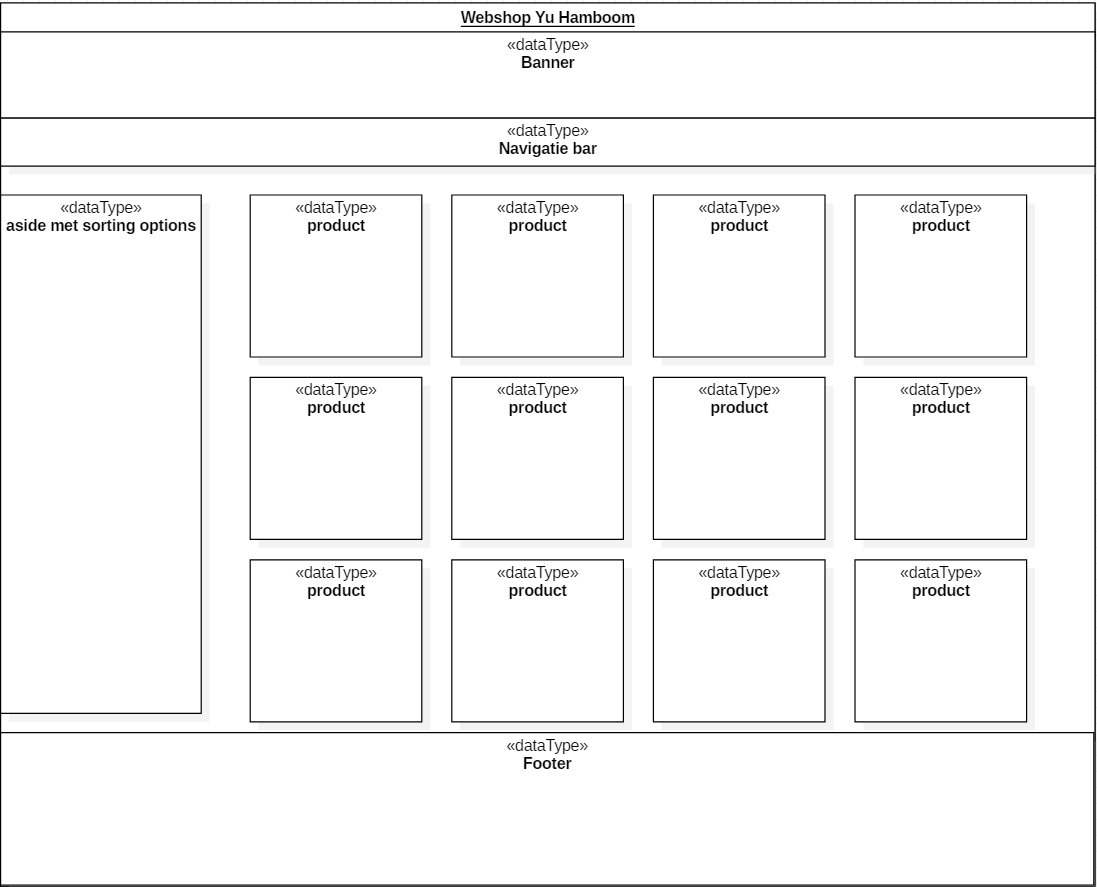 Webshop Yu Hamboom
«dataType»
Banner
«dataType»
Navigatie bar
«dataType»
aside met sorting options
«dataType»
product
«dataType»
product
«dataType»
product
«dataType»
product
«dataType»
product
«dataType»
product
«dataType»
product
«dataType»
product
«dataType»
product
«dataType»
product
«dataType»
product
«dataType»
product
«dataType»
Footer